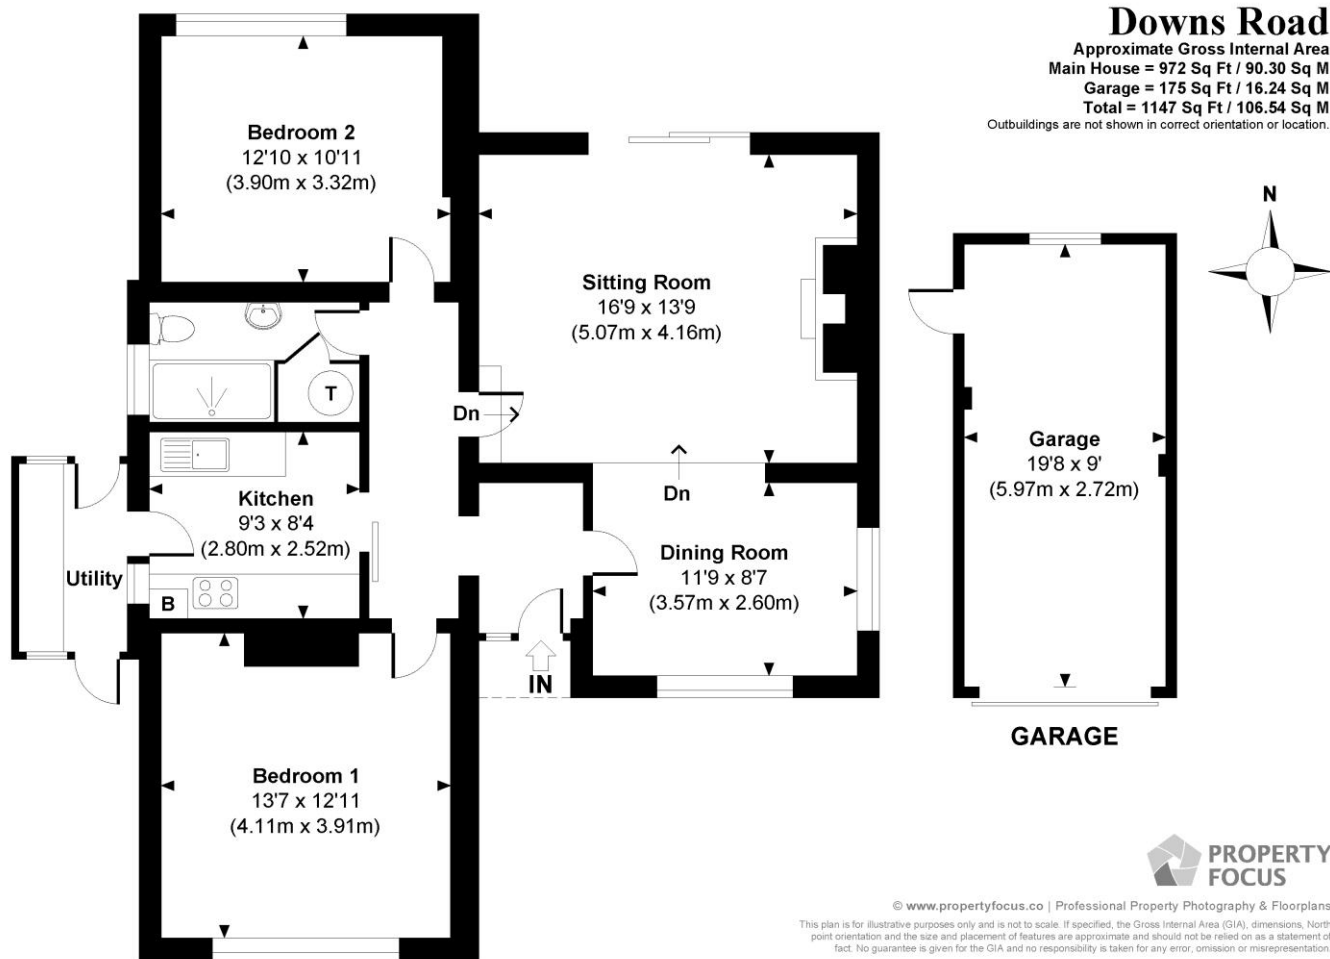 Downs Road
Approximate Gross Internal Area
Main House = 972 Sq Ft / 90.30 Sq M
Garage = 175 Sq Ft / 16.24 Sq M
Total = 1147 Sq Ft / 106.54 Sq M
Outbuildings are not shown in correct orientation or location.
Bedroom 2
12'10 x 10'11
(3.90m x 3.32m)
Sitting Room
16'9 x 13'9
(5.07m x 4.16m)
N
T
Dn
Garage
19'8 x 9'
(5.97m x 2.72m)
Kitchen
9'3 x 8'4
(2.80m x 2.52m)
Dn
Dining Room
11'9 x 8'7
(3.57m x 2.60m)
Utility
B
IN
GARAGE
Bedroom 1
13'7 x 12'11
(4.11m x 3.91m)
PROPERTY
FOCUS
© www.propertyfocus.co | Professional Property Photography & Floorplans
This plan is for illustrative purposes only and is not to scale. If specified, the Gross Internal Area (GIA), dimensions, North
point orientation and the size and placement of features are approximate and should not be relied on as a statement of
fact. No guarantee is given for the GIA and no responsibility is taken for any error, omission or misrepresentation.